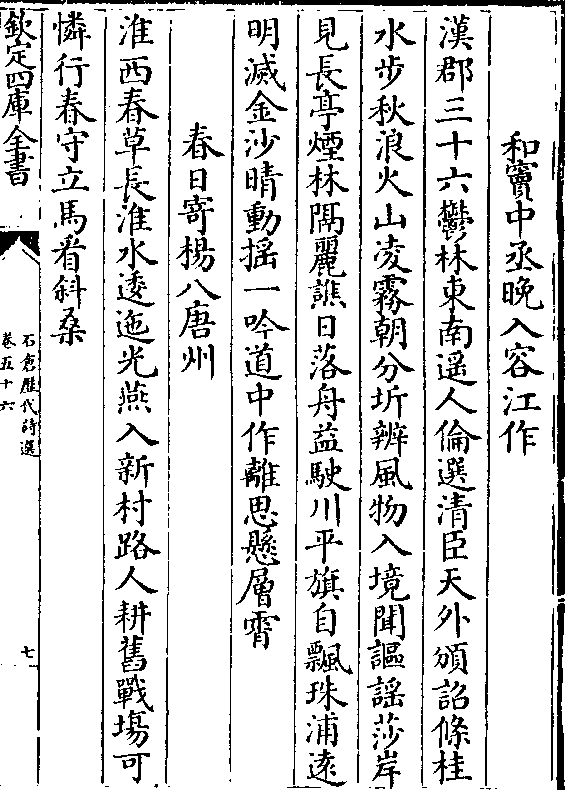 和竇中丞晚入容江作
漢郡三十六鬱林東南遥人倫選清臣天外頒詔條桂
水步秋浪火山凌霧朝分圻辨風物入境聞謳謡莎岸
見長亭煙林隔麗譙日落舟益駛川平旗自飄珠浦逺
明滅金沙晴動揺一吟道中作離思懸層霄
春日寄楊八唐州
淮西春草長淮水逶迤光燕入新村路人耕舊戰塲可
憐行春守立馬看斜桑
欽定四庫全書
石倉歷代詩選
卷五十六
七